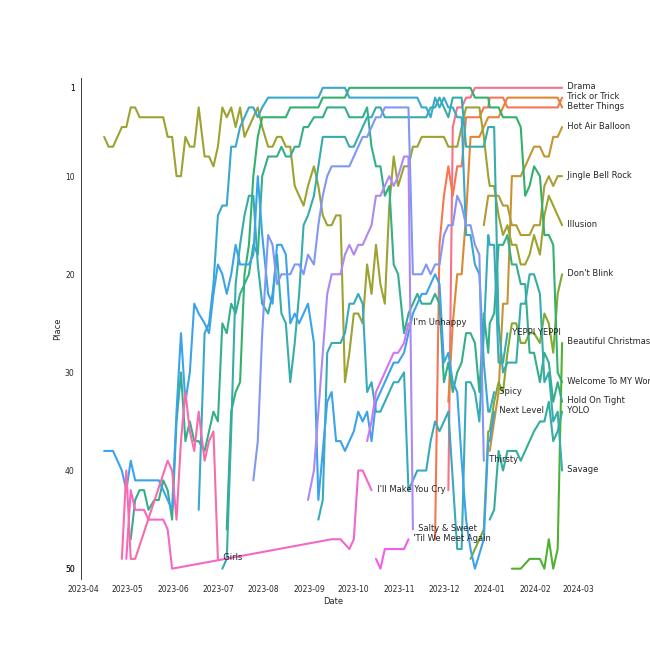 1
Drama
Trick or Trick
Better Things
Hot Air Balloon
10
Jingle Bell Rock
Illusion
20
Don't Blink
I'm Unhappy
Place
YEPPI YEPPI
Beautiful Christmas
30
Welcome To MY Wor
Spicy
Hold On Tight
Next Level
YOLO
40
Thirsty
Savage
I'll Make You Cry
Salty & Sweet
'Til We Meet Again
Girls
50
2023-04
2023-05
2023-06
2023-07
2023-08
2023-09
2023-10
2023-11
2023-12
2024-01
2024-02
2024-03
Date